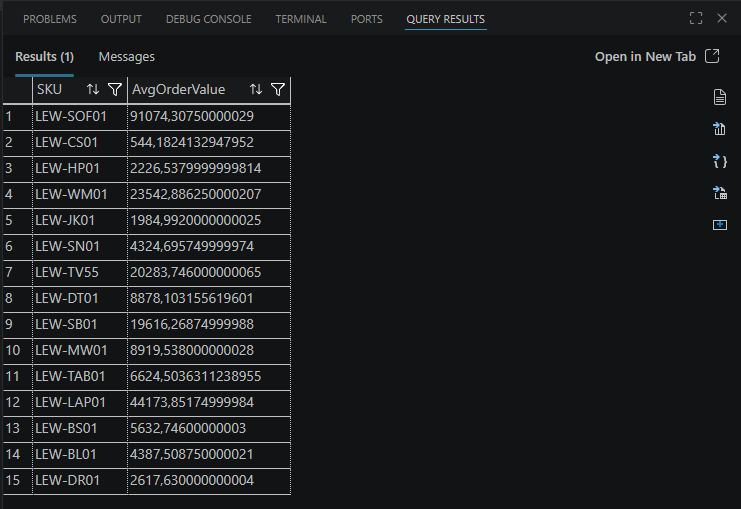 PROBLEMS OUTPUT DEBUG CONSOLE TERMINAL PORTS QUERY RESULTS
Results (1) Messages Open in New Tab
SKU AvgOrderValue
1 LEW-SOF01 91074,30750000029
2 LEW-CS01 544,1824132947952
3 LEW-HP01 2226,5379999999814
4 LEW-WM01 23542,886250000207
5 LEW-JK01 1984,9920000000025
6 LEW-SN01 4324,695749999974
7 LEW-TV55 20283,746000000065
8 LEW-DT01 8878,103155619601
9 LEW-SB01 19616,26874999988
10 LEW-MW01 8919,538000000028
11 LEW-TAB01 6624,5036311238955
12 LEW-LAP01 44173,85174999984
13 LEW-BS01 5632,74600000003
14 LEW-BL01 4387,508750000021
15 LEW-DR01 2617,630000000004